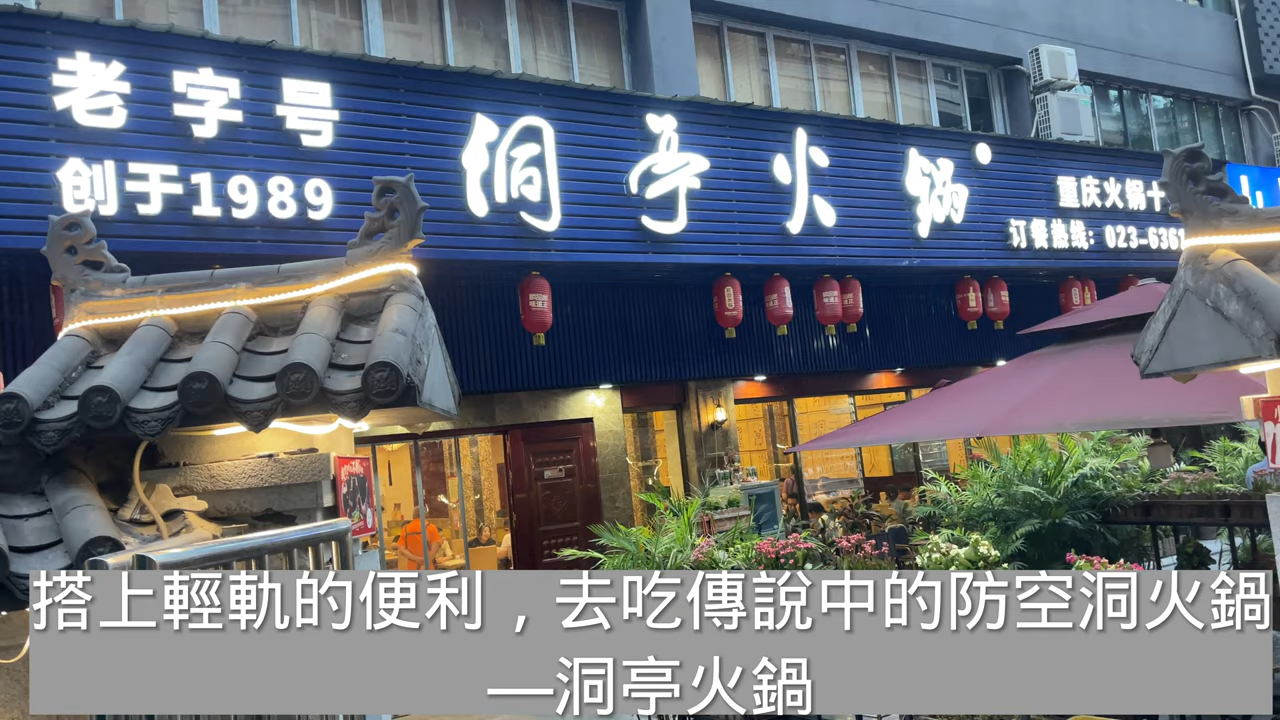 老字号
创于1989
洞亭火锅
重庆火锅十
订餐热线: 023-6361
搭上輕軌的便利，去吃傳說中的防空洞火鍋
—洞亭火鍋